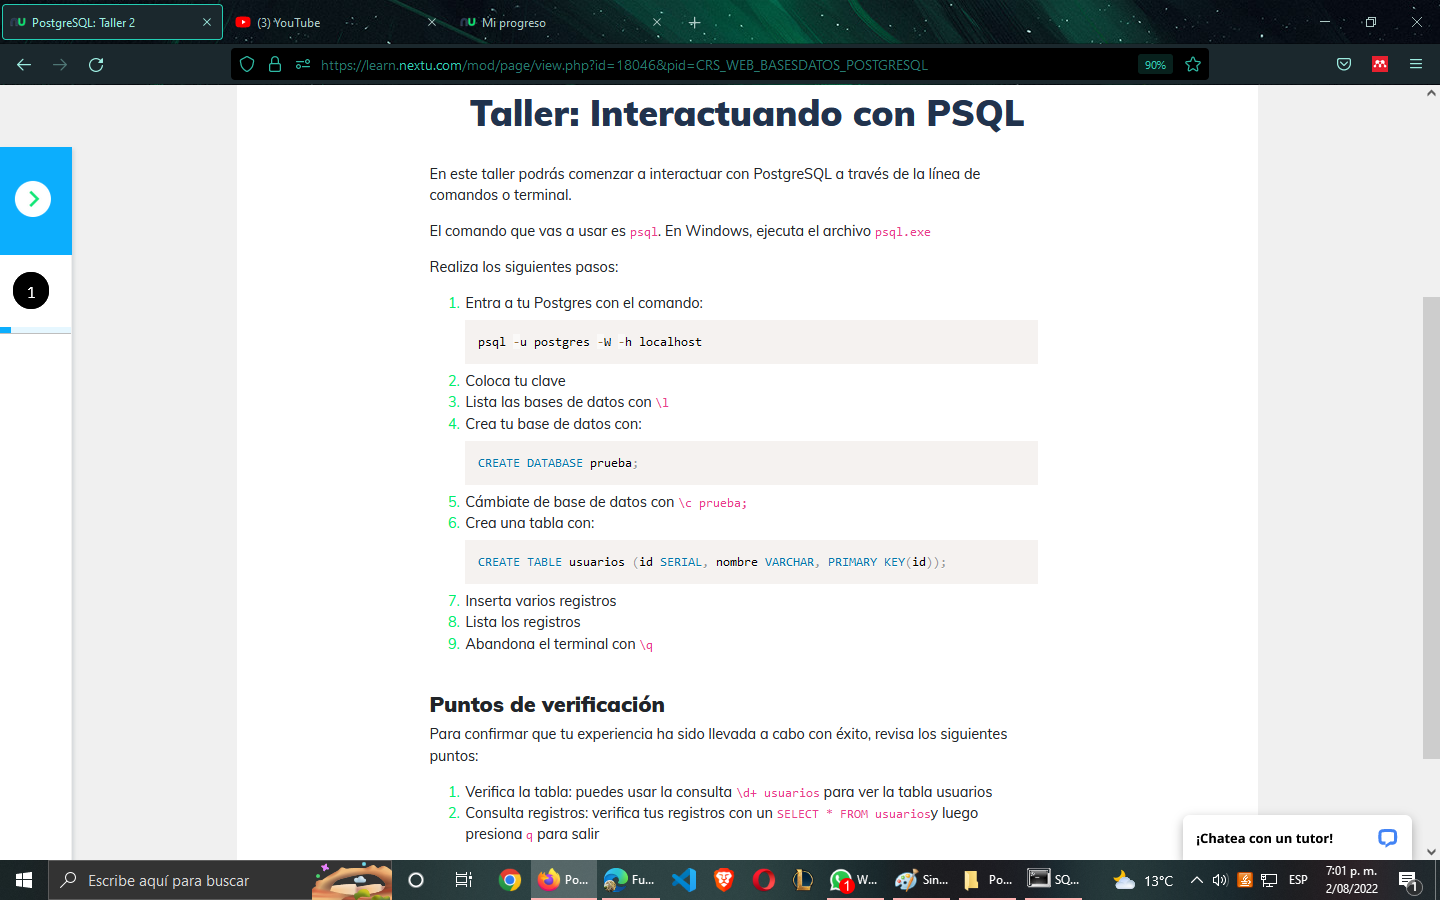 PostgreSQL: Taller 2
(3) YouTube
Mi progreso
https://learn.nextu.com/mod/page/view.php?id=18046&pid=CRS_WEB_BASESDATOS_POSTGRESQL
90%
Taller: Interactuando con PSQL
En este taller podrás comenzar a interactuar con PostgreSQL a través de la línea de
comandos o terminal.
El comando que vas a usar es psql. En Windows, ejecuta el archivo psql.exe
1
Realiza los siguientes pasos:
1. Entra a tu Postgres con el comando:
psql -u postgres -W -h localhost
2. Coloca tu clave
3. Lista las bases de datos con \l
4. Crea tu base de datos con:
CREATE DATABASE prueba;
5. Cámbiate de base de datos con \c prueba;
6. Crea una tabla con:
CREATE TABLE usuarios (id SERIAL, nombre VARCHAR, PRIMARY KEY(id));
7. Inserta varios registros
8. Lista los registros
9. Abandona el terminal con \q
Puntos de verificación
Para confirmar que tu experiencia ha sido llevada a cabo con éxito, revisa los siguientes
puntos:
1. Verifica la tabla: puedes usar la consulta \d+ usuarios para ver la tabla usuarios
2. Consulta registros: verifica tus registros con un SELECT * FROM usuariosy luego
presiona q para salir
¡Chatea con un tutor!
Escribe aquí para buscar
Po...
Fu...
1
W...
Sin...
Po...
SQ...
13°C
ESP
7:01 p. m.
2/08/2022
1